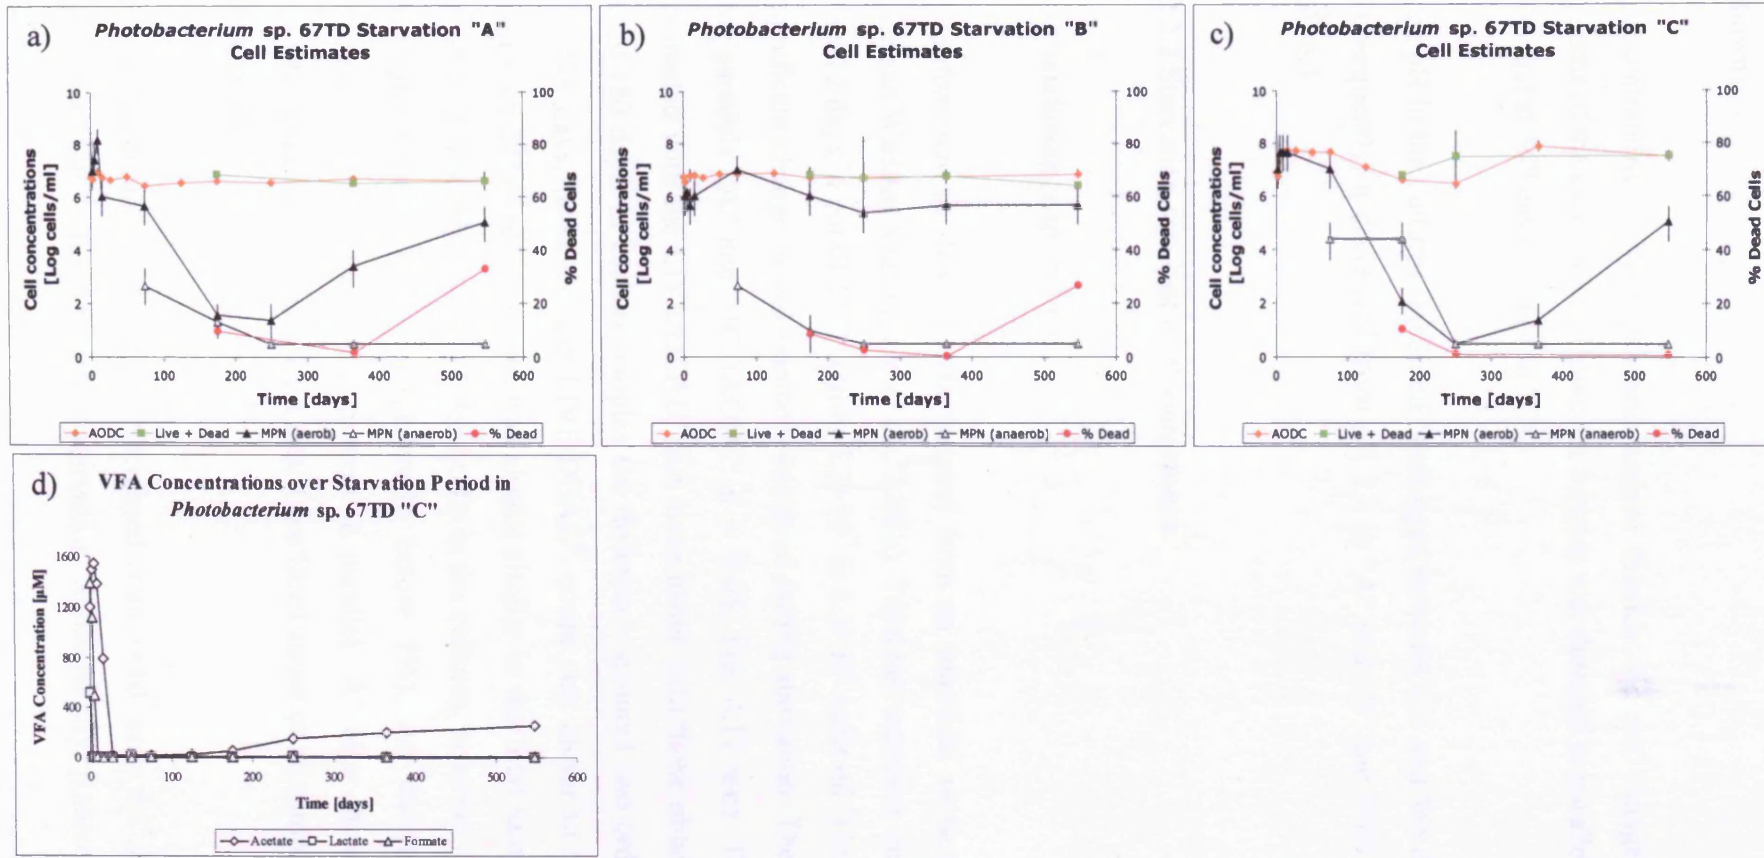 a)
Photobacterium sp. 67TD Starvation "A"
Cell Estimates
Cell concentrations
[Log cells/ml]
10
8
6
4
2
0
100
80
60
40
20
0
% Dead Cells
0 100 200 300 400 500 600
Time [days]
AODC Live + Dead MPN (aerob) MPN (anaerob) % Dead
b)
Photobacterium sp. 67TD Starvation "B"
Cell Estimates
Cell concentrations
[Log cells/ml]
10
8
6
4
2
0
100
80
60
40
20
0
% Dead Cells
0 100 200 300 400 500 600
Time [days]
AODC Live + Dead MPN (aerob) MPN (anaerob) % Dead
c)
Photobacterium sp. 67TD Starvation "C"
Cell Estimates
Cell concentrations
[Log cells/ml]
10
8
6
4
2
0
100
80
60
40
20
0
% Dead Cells
0 100 200 300 400 500 600
Time [days]
AODC Live + Dead MPN (aerob) MPN (anaerob) % Dead
d)
VFA Concentrations over Starvation Period in
Photobacterium sp. 67TD "C"
VFA Concentration [µM]
1600
1200
800
400
0
0 100 200 300 400 500 600
Time [days]
Acetate Lactate Formate